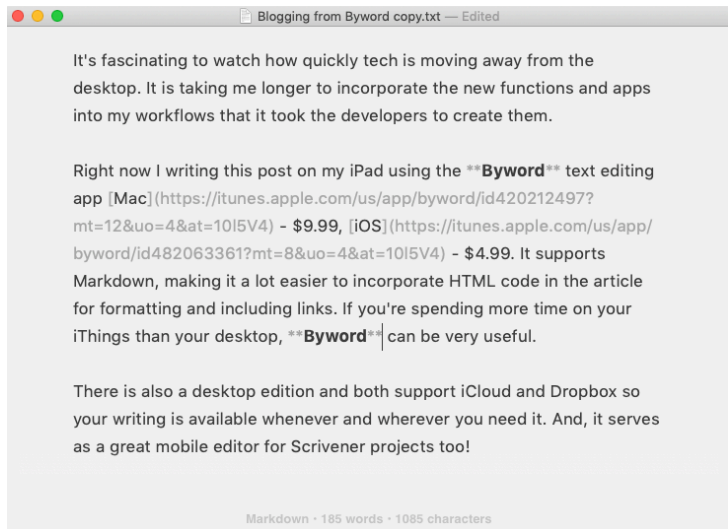 Blogging from Byword copy.txt — Edited
It's fascinating to watch how quickly tech is moving away from the
desktop. It is taking me longer to incorporate the new functions and apps
into my workflows that it took the developers to create them.
Right now I writing this post on my iPad using the **Byword** text editing
app [Mac](https://itunes.apple.com/us/app/byword/id420212497?
mt=12&uo=4&at=10l5V4) - $9.99, [iOS](https://itunes.apple.com/us/app/
byword/id482063361?mt=8&uo=4&at=10l5V4) - $4.99. It supports
Markdown, making it a lot easier to incorporate HTML code in the article
for formatting and including links. If you're spending more time on your
iThings than your desktop, **Byword** can be very useful.
There is also a desktop edition and both support iCloud and Dropbox so
your writing is available whenever and wherever you need it. And, it serves
as a great mobile editor for Scrivener projects too!
Markdown · 185 words · 1085 characters